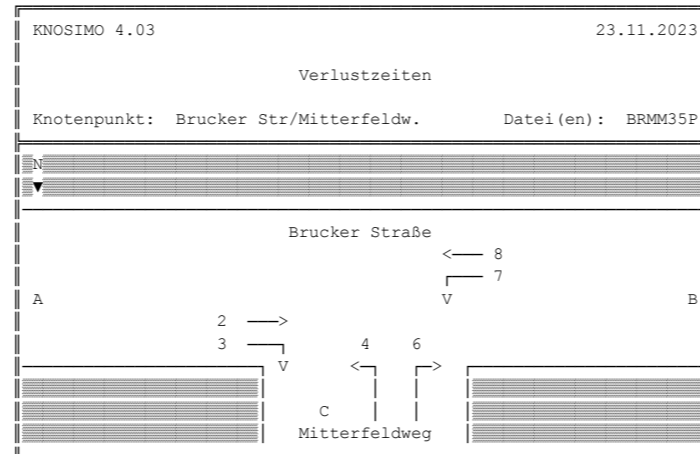 KNOSIMO 4.03 23.11.2023
Verlustzeiten
Knotenpunkt: Brucker Str/Mitterfeldw. Datei(en): BRMM35P
N
Brucker Straße
8
7
A V B
2
3 4 6
V
C
Mitterfeldweg